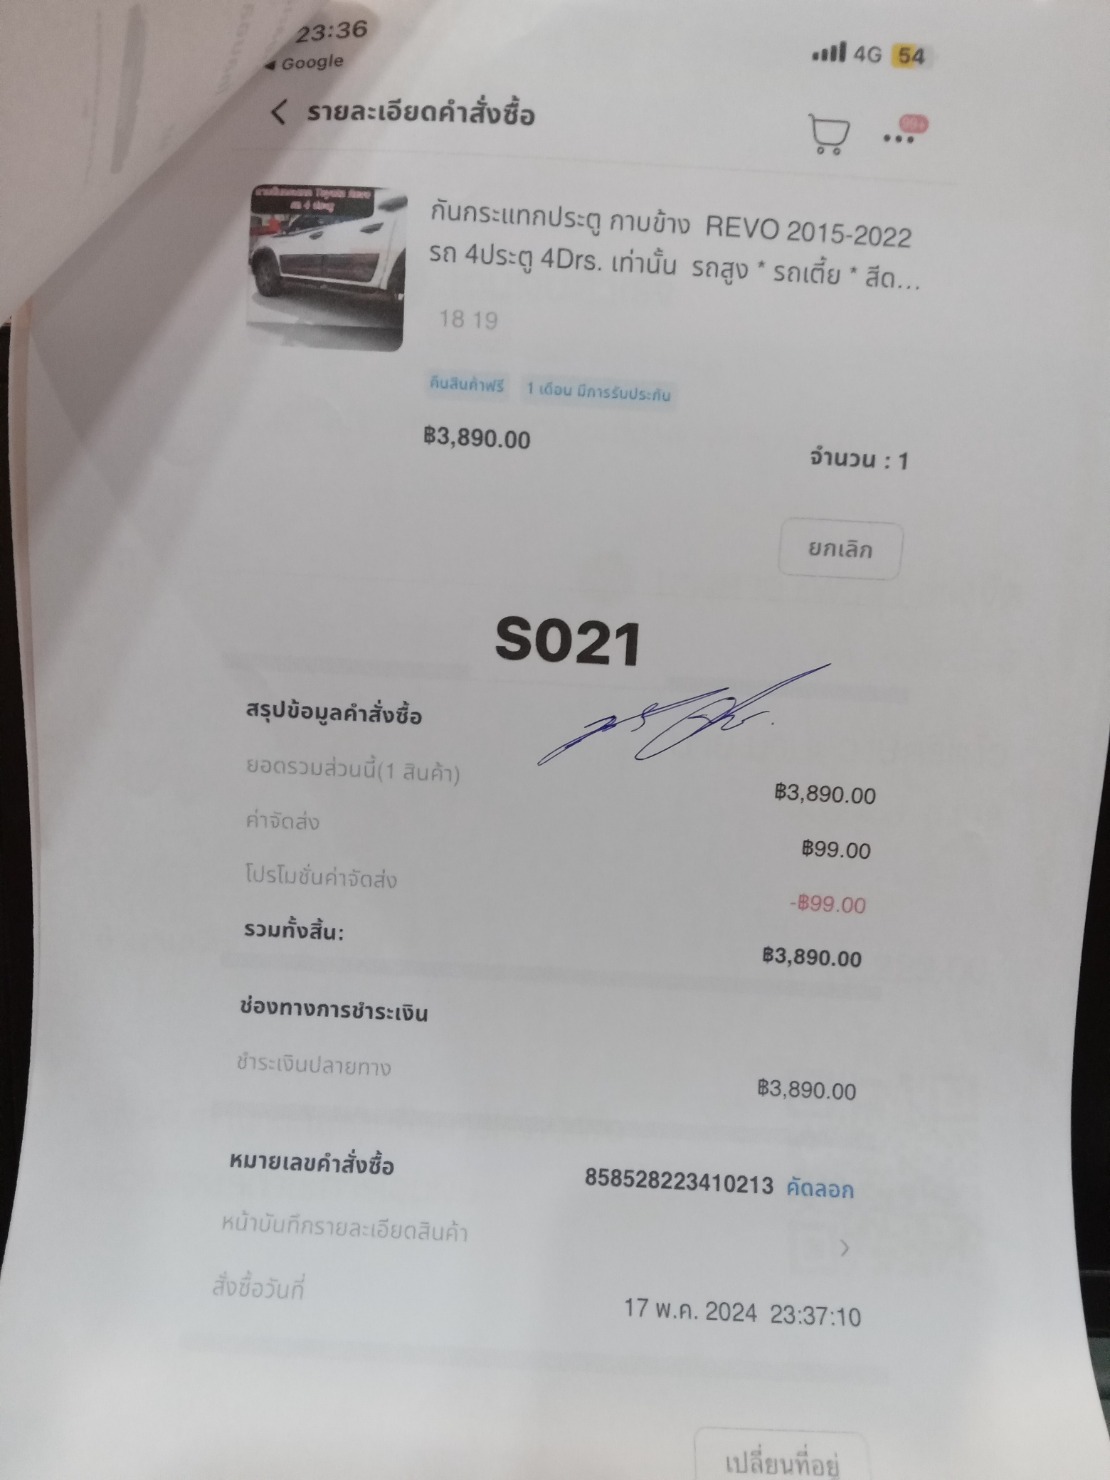 23:36
4G 54
◄ Google
< รายละเอียดคำสั่งซื้อ
99+
Toyota Revo
รถ 4 ประตู
กันกระแทกประตู กาบข้าง REVO 2015-2022
รถ 4ประตู 4Drs. เท่านั้น รถสูง * รถเตี้ย * สีด...
18 19
คืนสินค้าฟรี 1 เดือน มีการรับประกัน
฿3,890.00 จำนวน : 1
ยกเลิก
S021
สรุปข้อมูลคำสั่งซื้อ
ยอดรวมส่วนนี้(1 สินค้า) ฿3,890.00
ค่าจัดส่ง ฿99.00
โปรโมชั่นค่าจัดส่ง -฿99.00
รวมทั้งสิ้น: ฿3,890.00
ช่องทางการชำระเงิน
ชำระเงินปลายทาง ฿3,890.00
หมายเลขคำสั่งซื้อ 858528223410213 คัดลอก
หน้าบันทึกรายละเอียดสินค้า >
สั่งซื้อวันที่ 17 พ.ค. 2024 23:37:10
เปลี่ยนที่อยู่